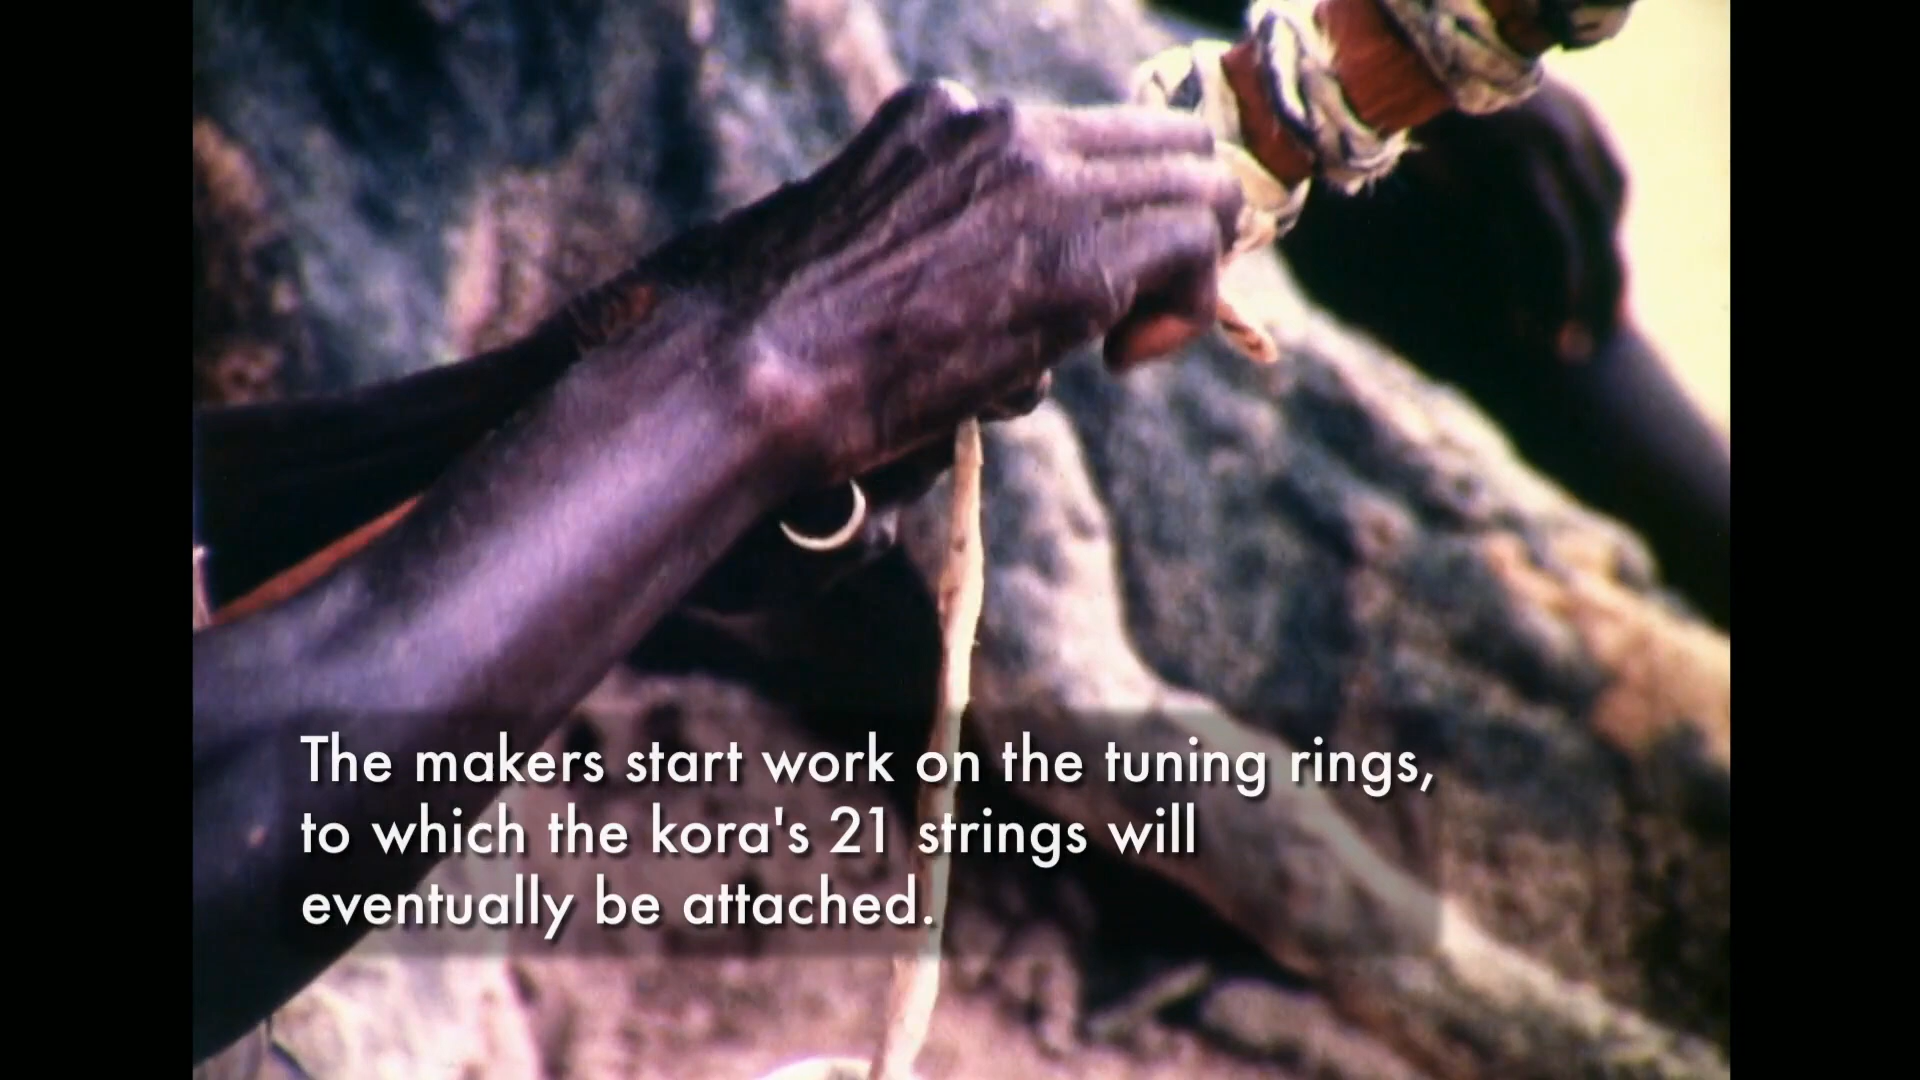 The makers start work on the tuning rings,
to which the kora's 21 strings will
eventually be attached.